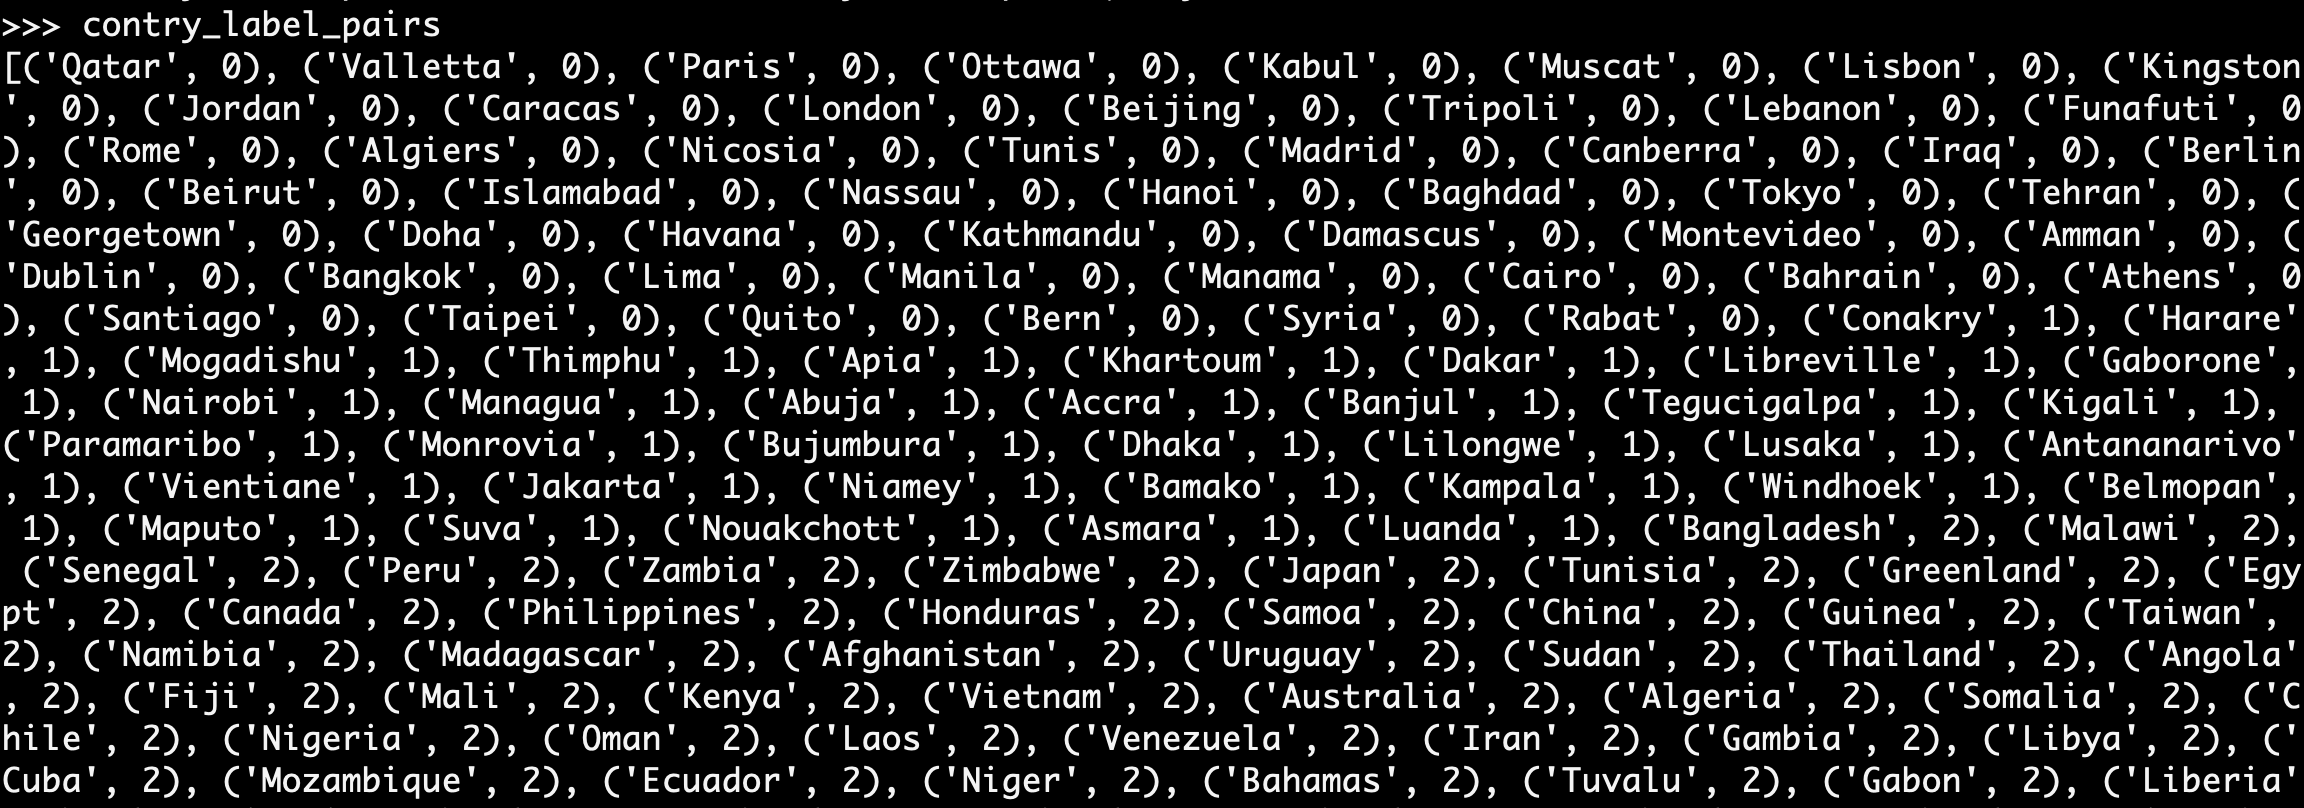 >>> contry_label_pairs
[('Qatar', 0), ('Valletta', 0), ('Paris', 0), ('Ottawa', 0), ('Kabul', 0), ('Muscat', 0), ('Lisbon', 0), ('Kingston
', 0), ('Jordan', 0), ('Caracas', 0), ('London', 0), ('Beijing', 0), ('Tripoli', 0), ('Lebanon', 0), ('Funafuti', 0
), ('Rome', 0), ('Algiers', 0), ('Nicosia', 0), ('Tunis', 0), ('Madrid', 0), ('Canberra', 0), ('Iraq', 0), ('Berlin
', 0), ('Beirut', 0), ('Islamabad', 0), ('Nassau', 0), ('Hanoi', 0), ('Baghdad', 0), ('Tokyo', 0), ('Tehran', 0), (
'Georgetown', 0), ('Doha', 0), ('Havana', 0), ('Kathmandu', 0), ('Damascus', 0), ('Montevideo', 0), ('Amman', 0), (
'Dublin', 0), ('Bangkok', 0), ('Lima', 0), ('Manila', 0), ('Manama', 0), ('Cairo', 0), ('Bahrain', 0), ('Athens', 0
), ('Santiago', 0), ('Taipei', 0), ('Quito', 0), ('Bern', 0), ('Syria', 0), ('Rabat', 0), ('Conakry', 1), ('Harare'
, 1), ('Mogadishu', 1), ('Thimphu', 1), ('Apia', 1), ('Khartoum', 1), ('Dakar', 1), ('Libreville', 1), ('Gaborone',
 1), ('Nairobi', 1), ('Managua', 1), ('Abuja', 1), ('Accra', 1), ('Banjul', 1), ('Tegucigalpa', 1), ('Kigali', 1),
('Paramaribo', 1), ('Monrovia', 1), ('Bujumbura', 1), ('Dhaka', 1), ('Lilongwe', 1), ('Lusaka', 1), ('Antananarivo'
, 1), ('Vientiane', 1), ('Jakarta', 1), ('Niamey', 1), ('Bamako', 1), ('Kampala', 1), ('Windhoek', 1), ('Belmopan',
 1), ('Maputo', 1), ('Suva', 1), ('Nouakchott', 1), ('Asmara', 1), ('Luanda', 1), ('Bangladesh', 2), ('Malawi', 2),
 ('Senegal', 2), ('Peru', 2), ('Zambia', 2), ('Zimbabwe', 2), ('Japan', 2), ('Tunisia', 2), ('Greenland', 2), ('Egy
pt', 2), ('Canada', 2), ('Philippines', 2), ('Honduras', 2), ('Samoa', 2), ('China', 2), ('Guinea', 2), ('Taiwan',
2), ('Namibia', 2), ('Madagascar', 2), ('Afghanistan', 2), ('Uruguay', 2), ('Sudan', 2), ('Thailand', 2), ('Angola'
, 2), ('Fiji', 2), ('Mali', 2), ('Kenya', 2), ('Vietnam', 2), ('Australia', 2), ('Algeria', 2), ('Somalia', 2), ('C
hile', 2), ('Nigeria', 2), ('Oman', 2), ('Laos', 2), ('Venezuela', 2), ('Iran', 2), ('Gambia', 2), ('Libya', 2), ('
Cuba', 2), ('Mozambique', 2), ('Ecuador', 2), ('Niger', 2), ('Bahamas', 2), ('Tuvalu', 2), ('Gabon', 2), ('Liberia'